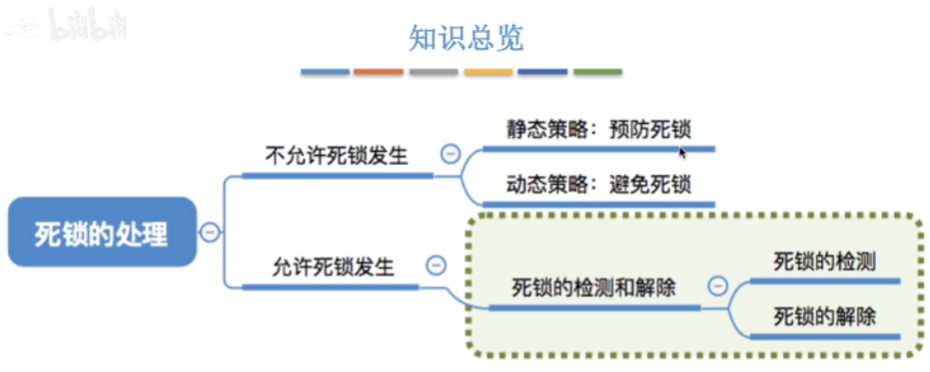 知识总览
不允许死锁发生
静态策略：预防死锁
动态策略：避免死锁
死锁的处理
允许死锁发生
死锁的检测和解除
死锁的检测
死锁的解除